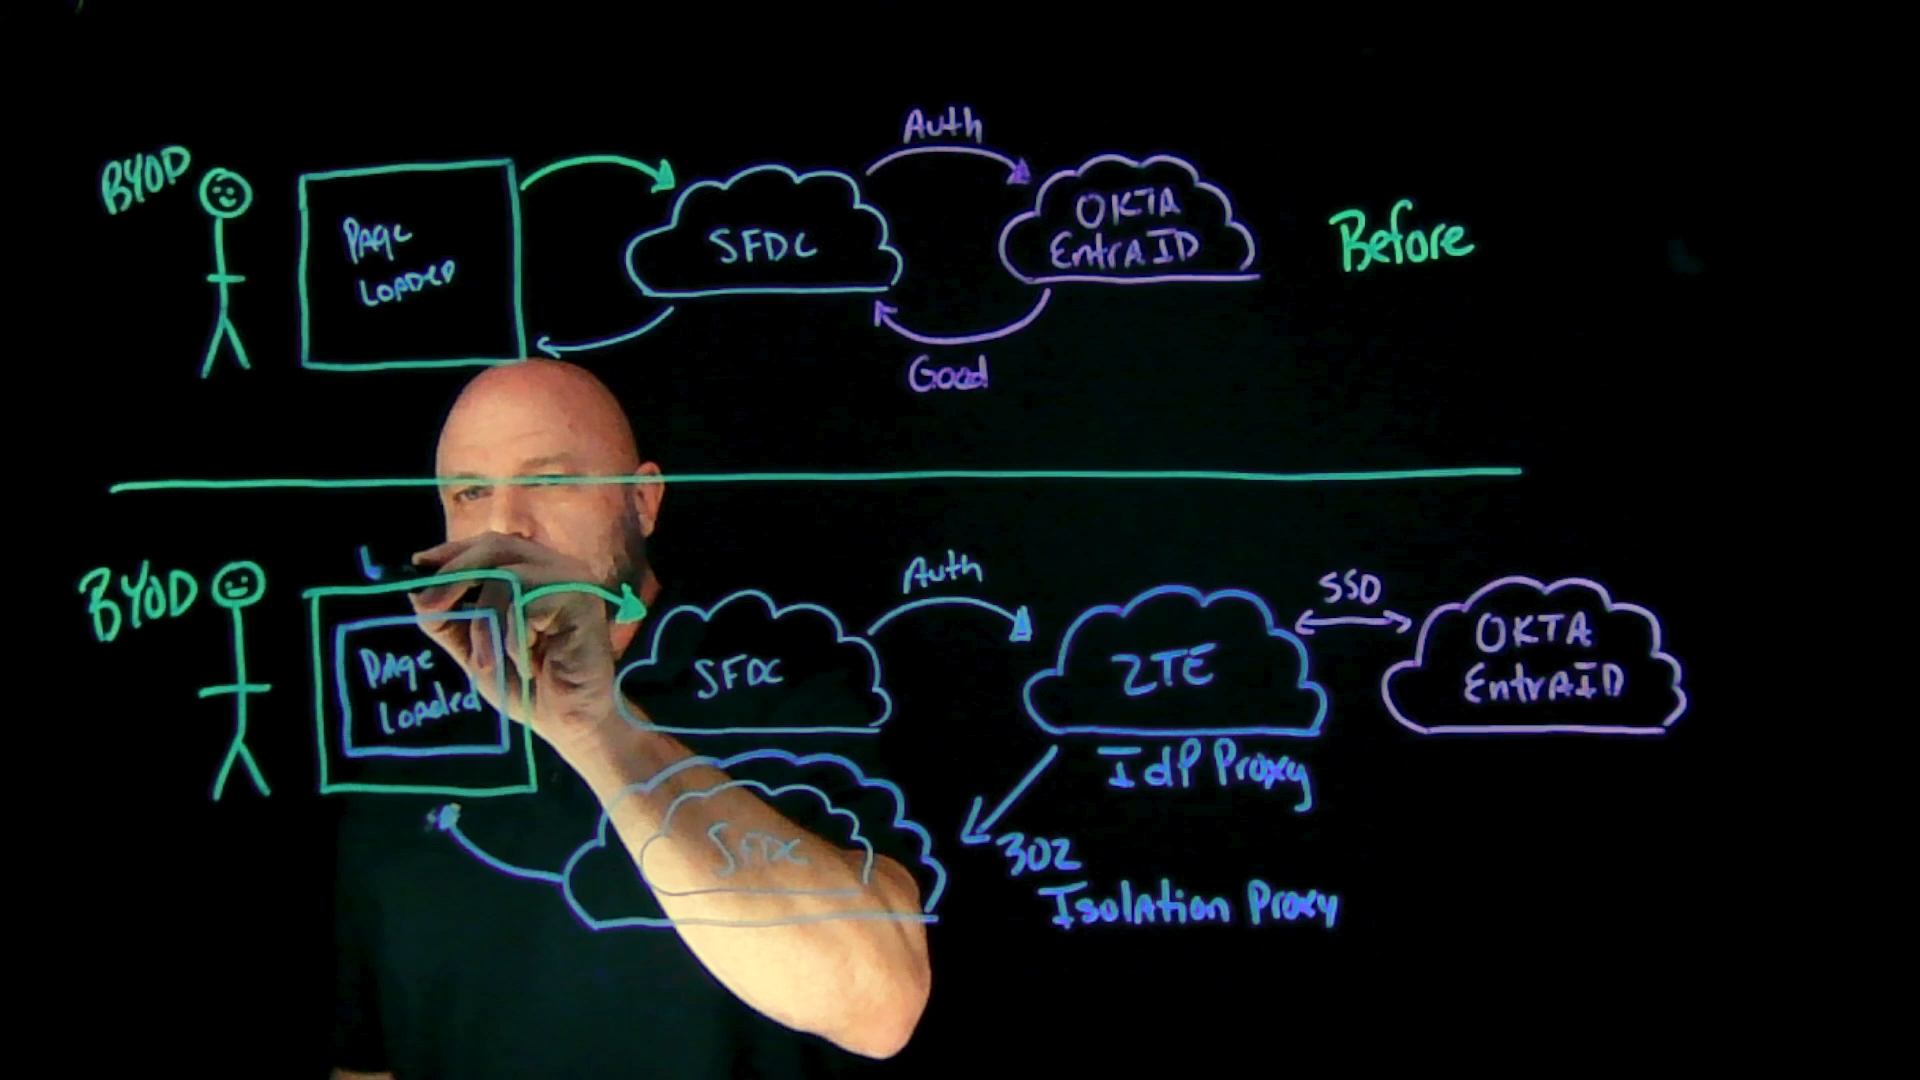 BYOD
Page
Loaded
SFDC
Auth
OKTA
EntraID
Good
Before
BYOD
Page
Loaded
SFDC
Auth
ZTE
IdP Proxy
SSO
OKTA
EntraID
SFDC
302
Isolation Proxy